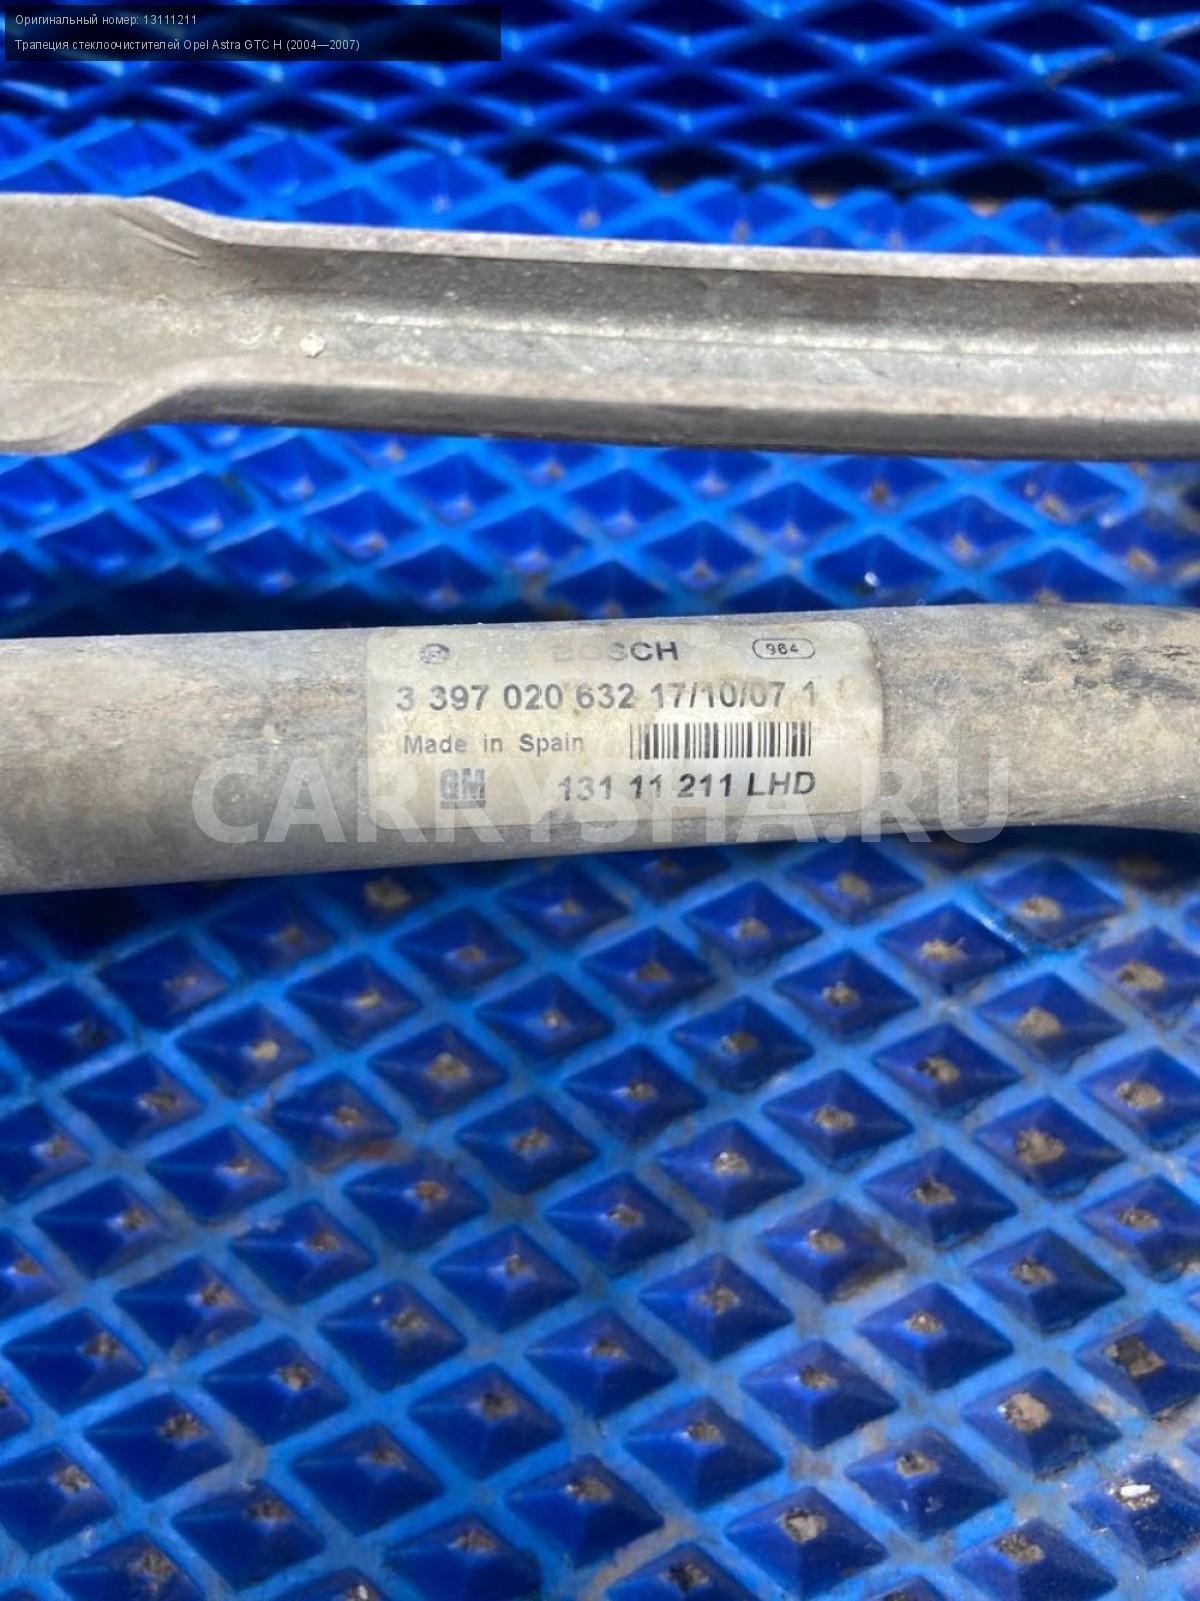 Оригинальный номер: 13111211
Трапеция стеклоочистителей Opel Astra GTC H (2004—2007)
BOSCH 964
3 397 020 632 17/10/07 1
Made in Spain
GM 131 11 211 LHD
CARRYSHA.RU